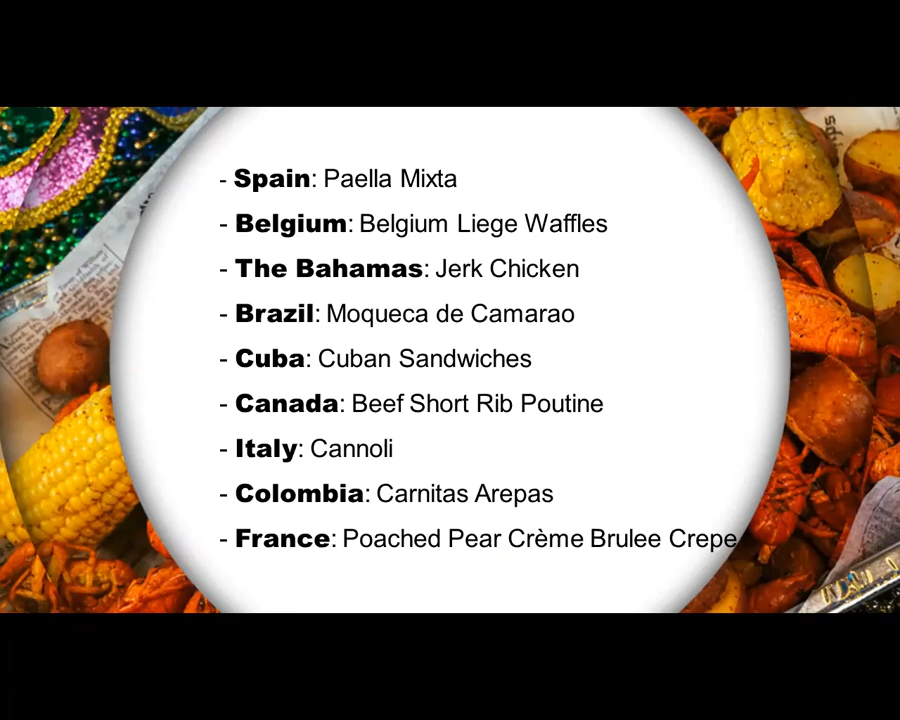 - Spain: Paella Mixta
- Belgium: Belgium Liege Waffles
- The Bahamas: Jerk Chicken
- Brazil: Moqueca de Camarao
- Cuba: Cuban Sandwiches
- Canada: Beef Short Rib Poutine
- Italy: Cannoli
- Colombia: Carnitas Arepas
- France: Poached Pear Crème Brulee Crepe